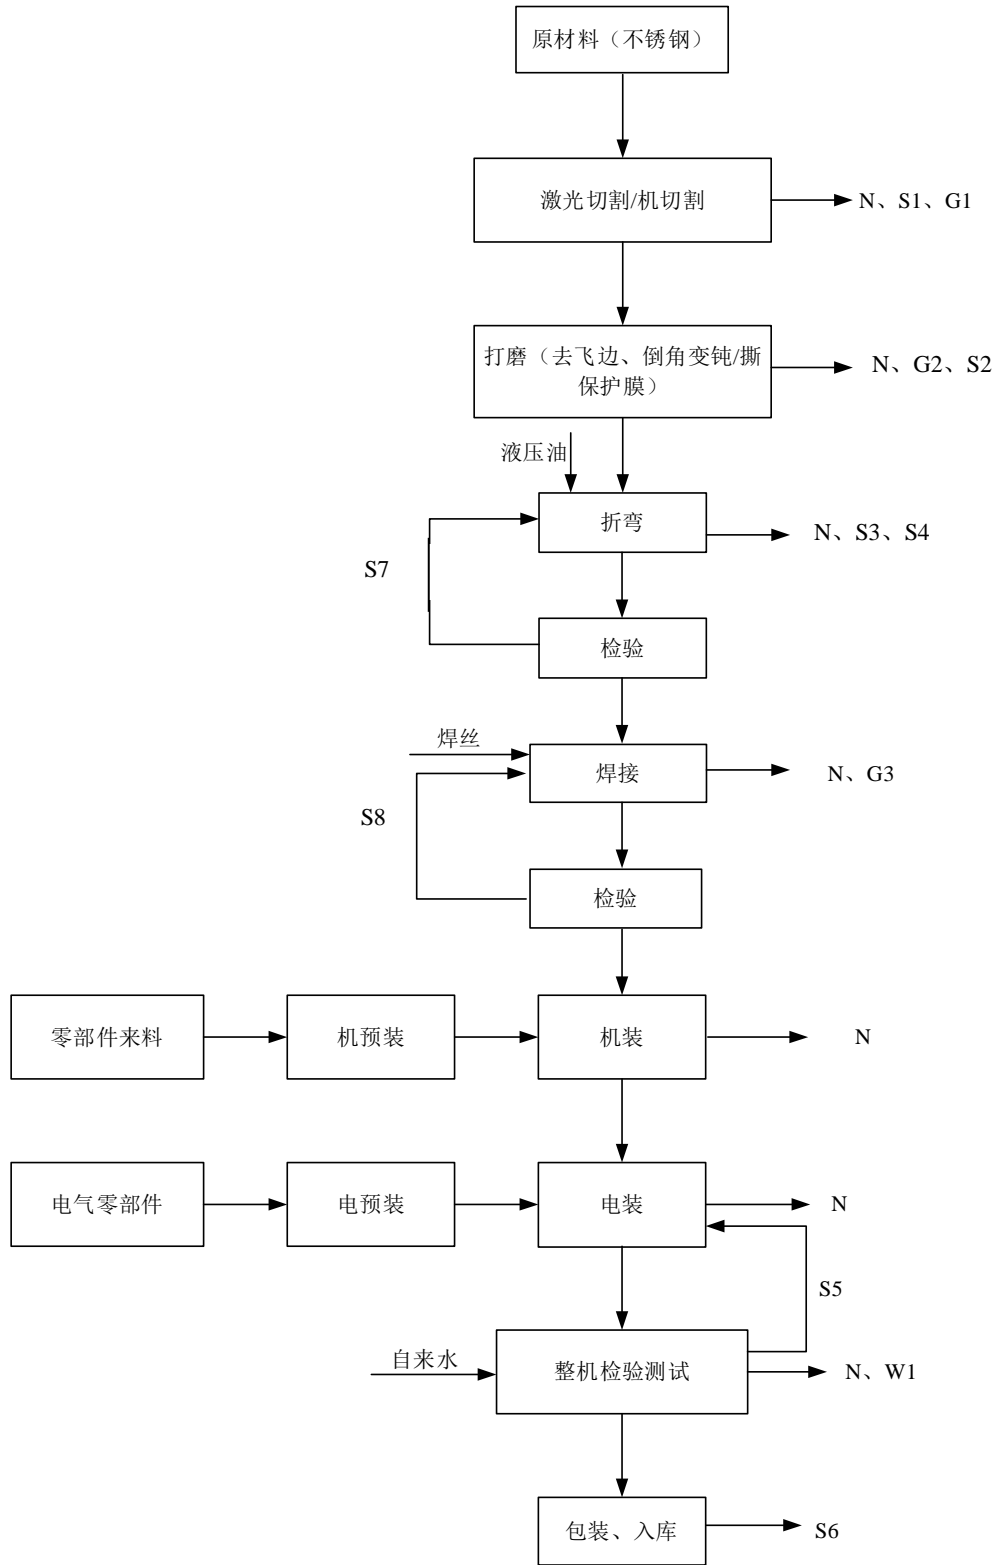 原材料（不锈钢）
激光切割/机切割
N、S1、G1
打磨（去飞边、倒角变钝/撕
保护膜）
N、G2、S2
液压油
折弯
N、S3、S4
S7
检验
焊丝
焊接
N、G3
S8
检验
零部件来料
机预装
机装
N
电气零部件
电预装
电装
N
S5
自来水
整机检验测试
N、W1
包装、入库
S6